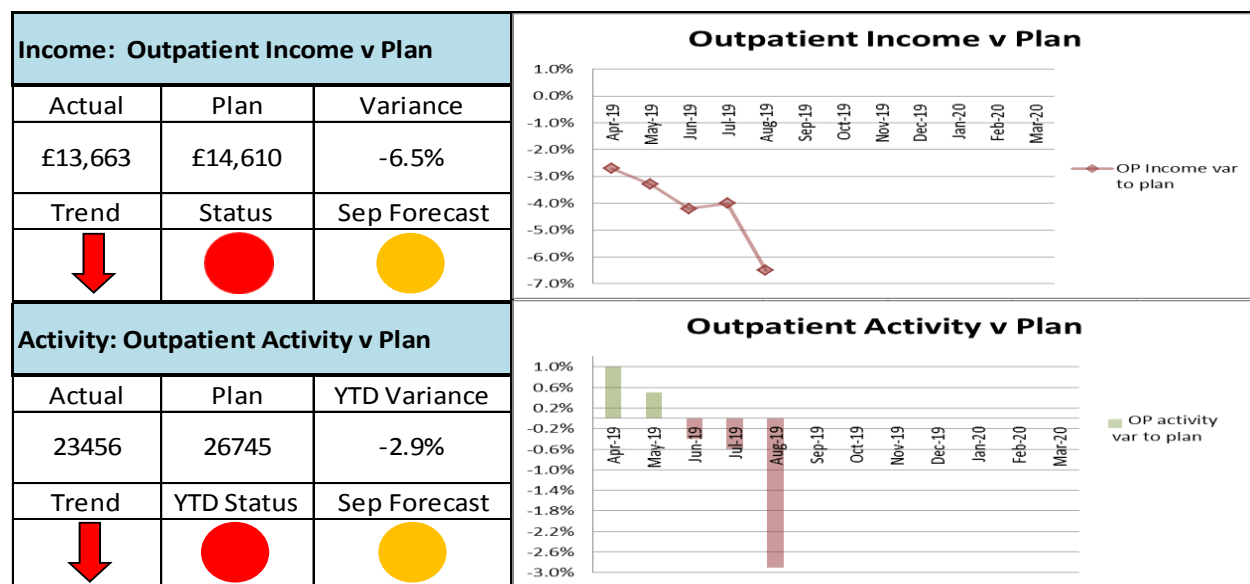 Income: Outpatient Income v Plan
Actual Plan Variance
£13,663 £14,610 -6.5%
Trend Status Sep Forecast
Outpatient Income v Plan
1.0%
0.0%
-1.0%
-2.0%
-3.0%
-4.0%
-5.0%
-6.0%
-7.0%
Apr-19 May-19 Jun-19 Jul-19 Aug-19 Sep-19 Oct-19 Nov-19 Dec-19 Jan-20 Feb-20 Mar-20
OP Income var
to plan
Activity: Outpatient Activity v Plan
Actual Plan YTD Variance
23456 26745 -2.9%
Trend YTD Status Sep Forecast
Outpatient Activity v Plan
1.0%
0.6%
0.2%
-0.2%
-0.6%
-1.0%
-1.4%
-1.8%
-2.2%
-2.6%
-3.0%
Apr-19 May-19 Jun-19 Jul-19 Aug-19 Sep-19 Oct-19 Nov-19 Dec-19 Jan-20 Feb-20 Mar-20
OP activity
var to plan